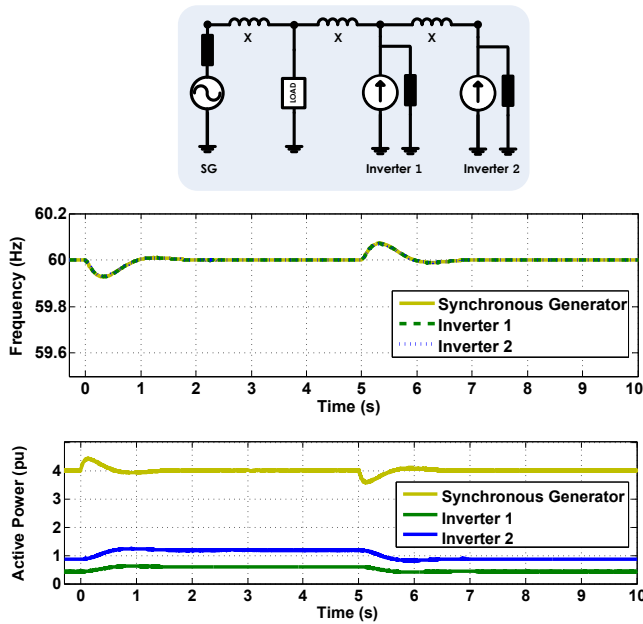 X X X
LOAD
SG Inverter 1 Inverter 2
60.2
60
59.8
59.6
Frequency (Hz)
Synchronous Generator
Inverter 1
Inverter 2
0 1 2 3 4 5 6 7 8 9 10
Time (s)
5
4
3
2
1
0
Active Power (pu)
Synchronous Generator
Inverter 1
Inverter 2
0 1 2 3 4 5 6 7 8 9 10
Time (s)